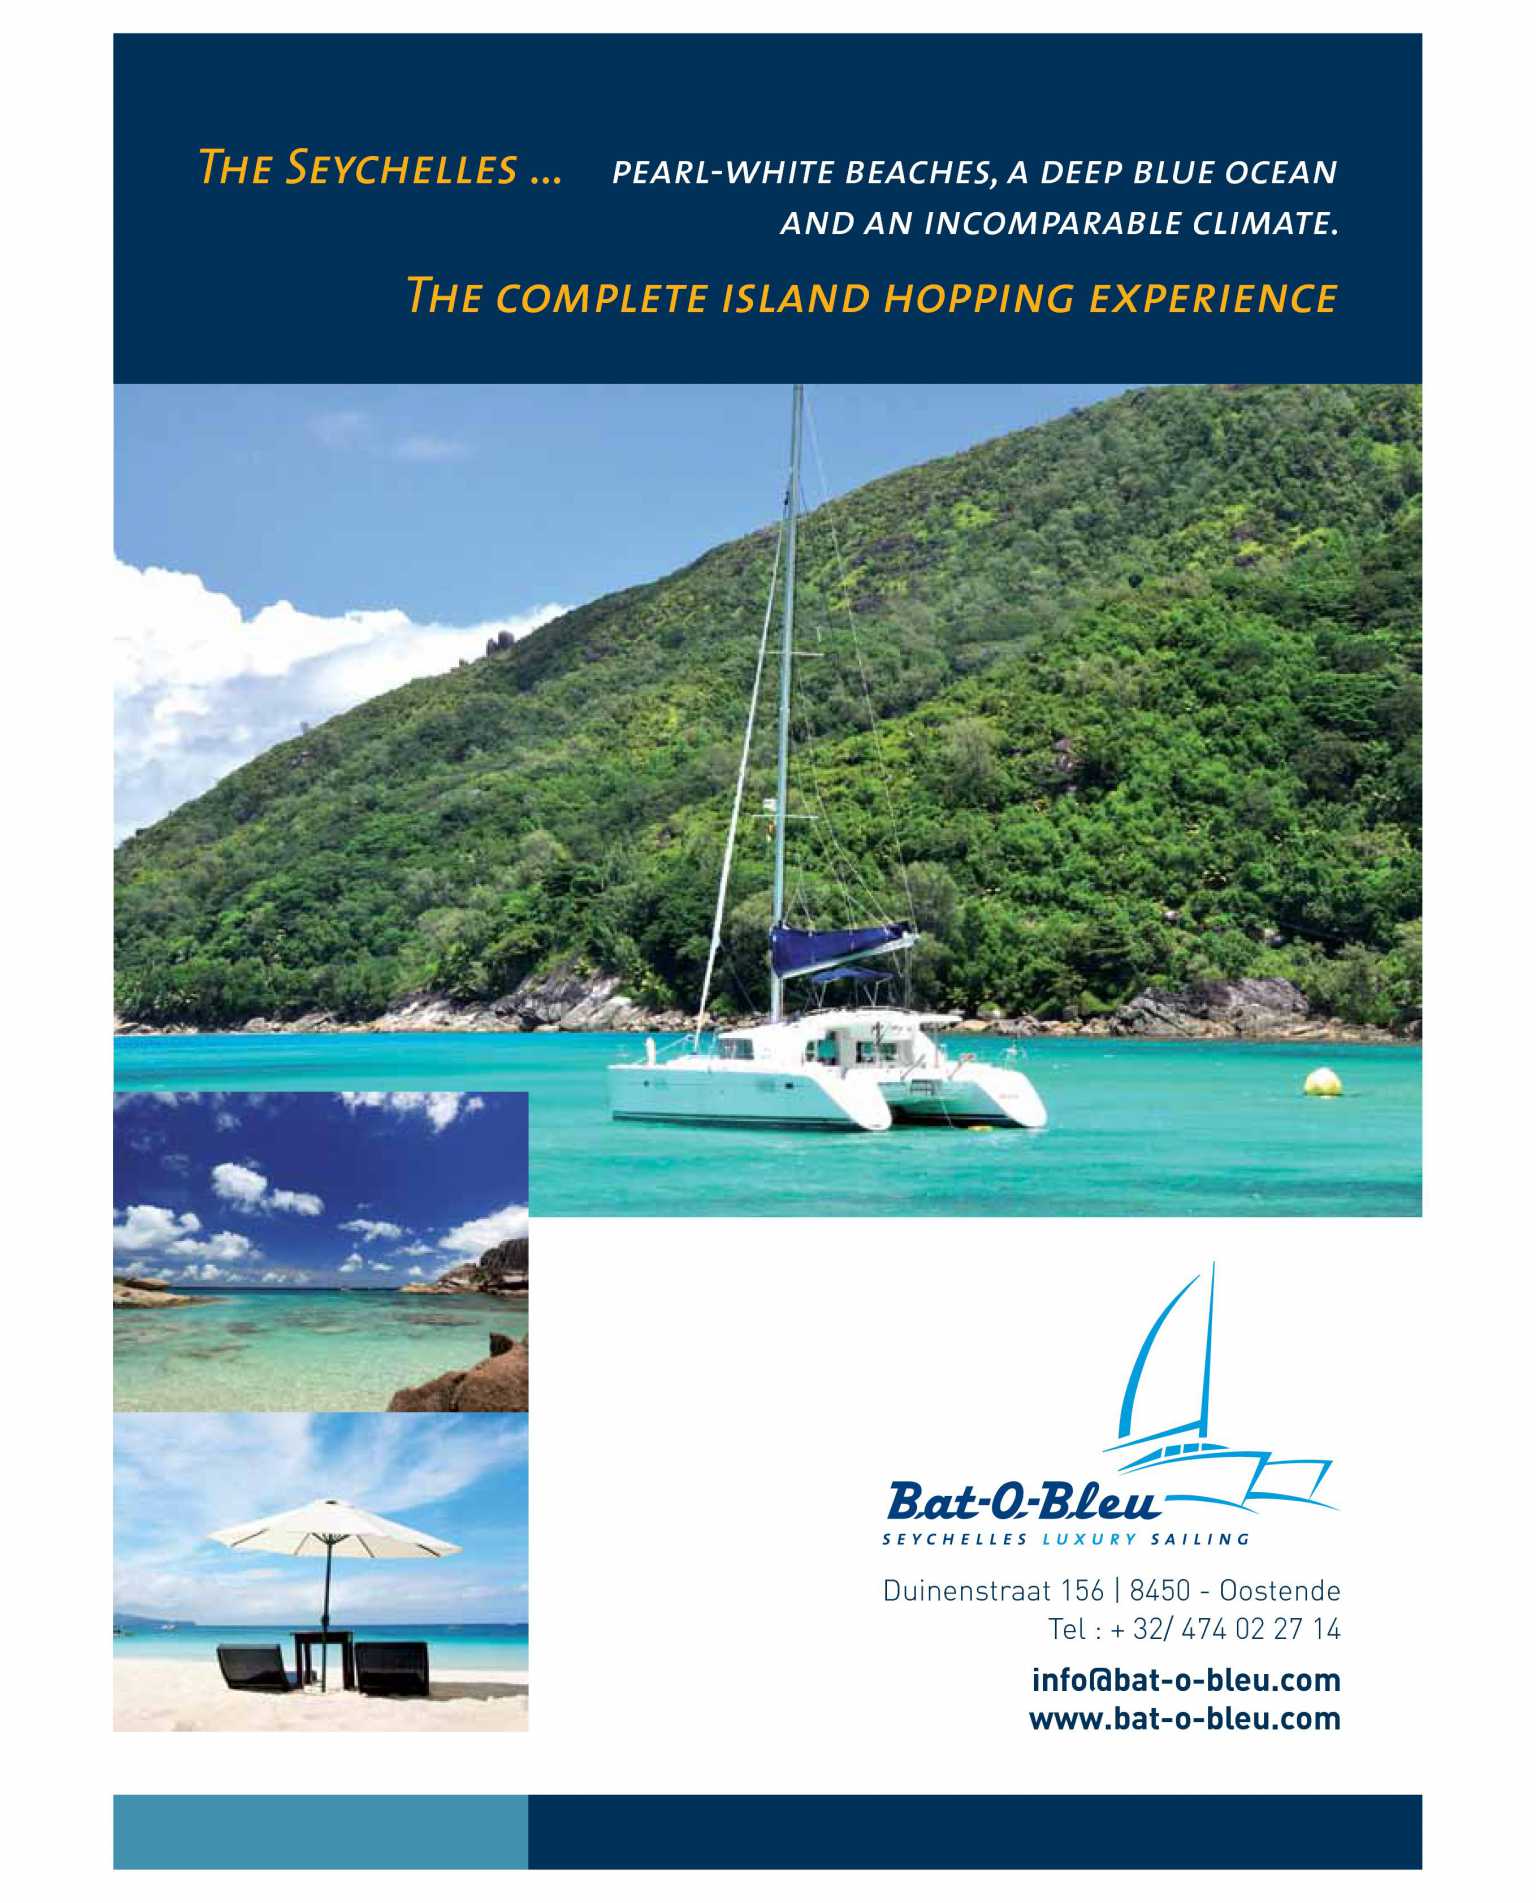 The Seychelles ... pearl-white beaches, a deep blue ocean
and an incomparable climate.
The complete island hopping experience
Bat-O-Bleu
SEYCHELLES LUXURY SAILING
Duinenstraat 156 | 8450 - Oostende
Tel : + 32/ 474 02 27 14
info@bat-o-bleu.com
www.bat-o-bleu.com